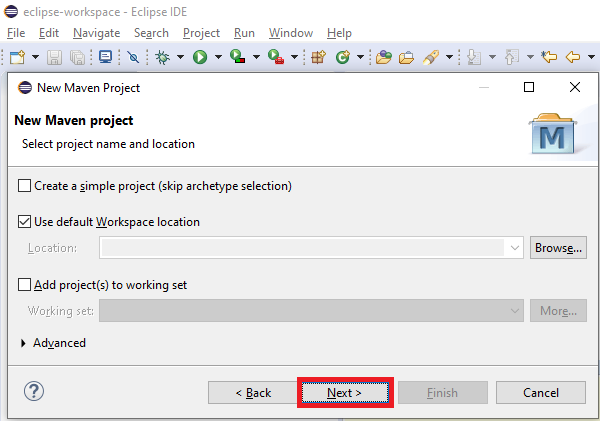 eclipse-workspace - Eclipse IDE
File Edit Navigate Search Project Run Window Help
New Maven Project
New Maven project
Select project name and location
M
Create a simple project (skip archetype selection)
Use default Workspace location
Location: Browse...
Add project(s) to working set
Working set: More...
Advanced
? < Back Next > Finish Cancel